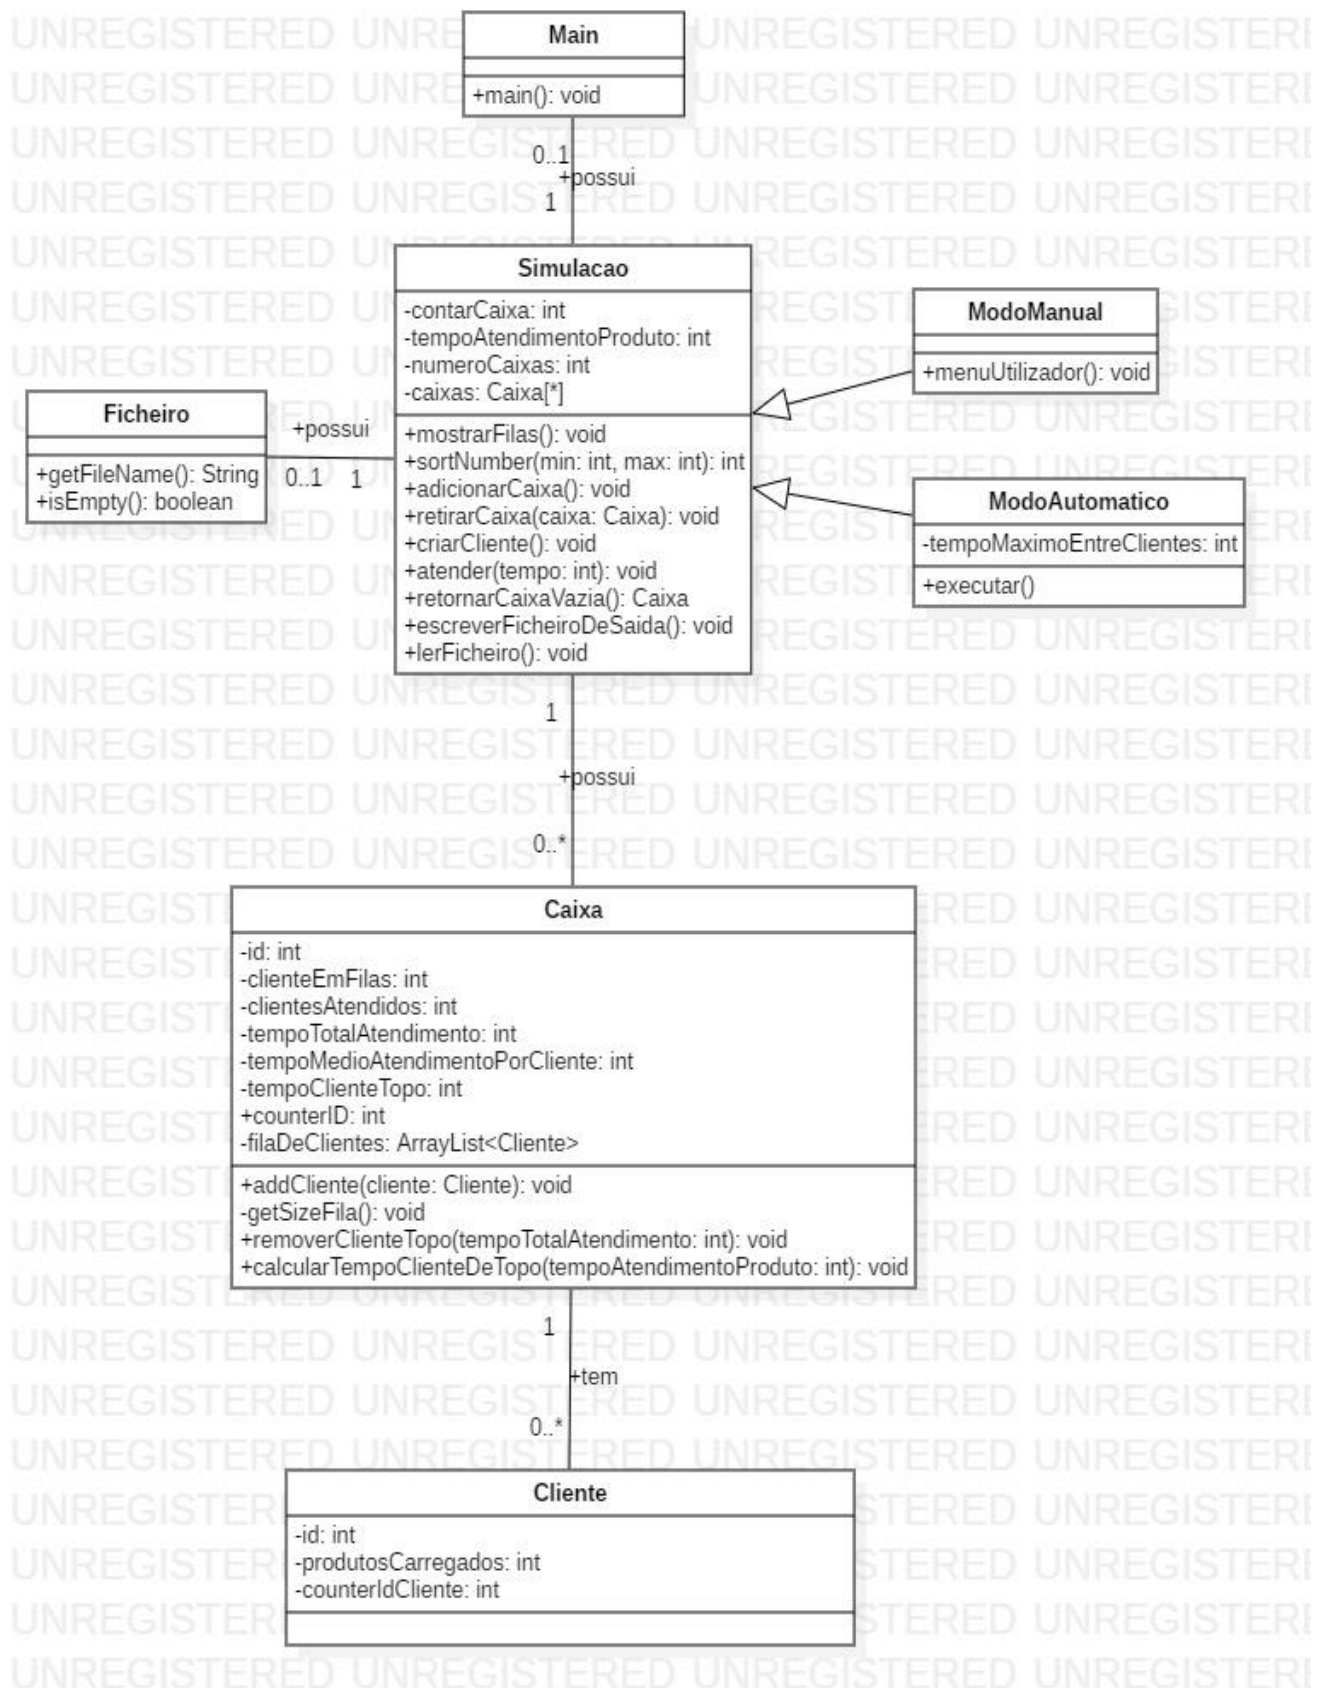 Main
+main(): void
0..1
+possui
1
Simulacao
-contarCaixa: int
-tempoAtendimentoProduto: int
-numeroCaixas: int
-caixas: Caixa[*]
+mostrarFilas(): void
+sortNumber(min: int, max: int): int
+adicionarCaixa(): void
+retirarCaixa(caixa: Caixa): void
+criarCliente(): void
+atender(tempo: int): void
+retornarCaixaVazia(): Caixa
+escreverFicheiroDeSaida(): void
+lerFicheiro(): void
ModoManual
+menuUtilizador(): void
ModoAutomatico
-tempoMaximoEntreClientes: int
+executar()
Ficheiro
+getFileName(): String
+isEmpty(): boolean
+possui
0..1 1
1
+possui
0..*
Caixa
-id: int
-clienteEmFilas: int
-clientesAtendidos: int
-tempoTotalAtendimento: int
-tempoMedioAtendimentoPorCliente: int
-tempoClienteTopo: int
+counterID: int
-filaDeClientes: ArrayList<Cliente>
+addCliente(cliente: Cliente): void
-getSizeFila(): void
+removerClienteTopo(tempoTotalAtendimento: int): void
+calcularTempoClienteDeTopo(tempoAtendimentoProduto: int): void
1
+tem
0..*
Cliente
-id: int
-produtosCarregados: int
-counterIdCliente: int